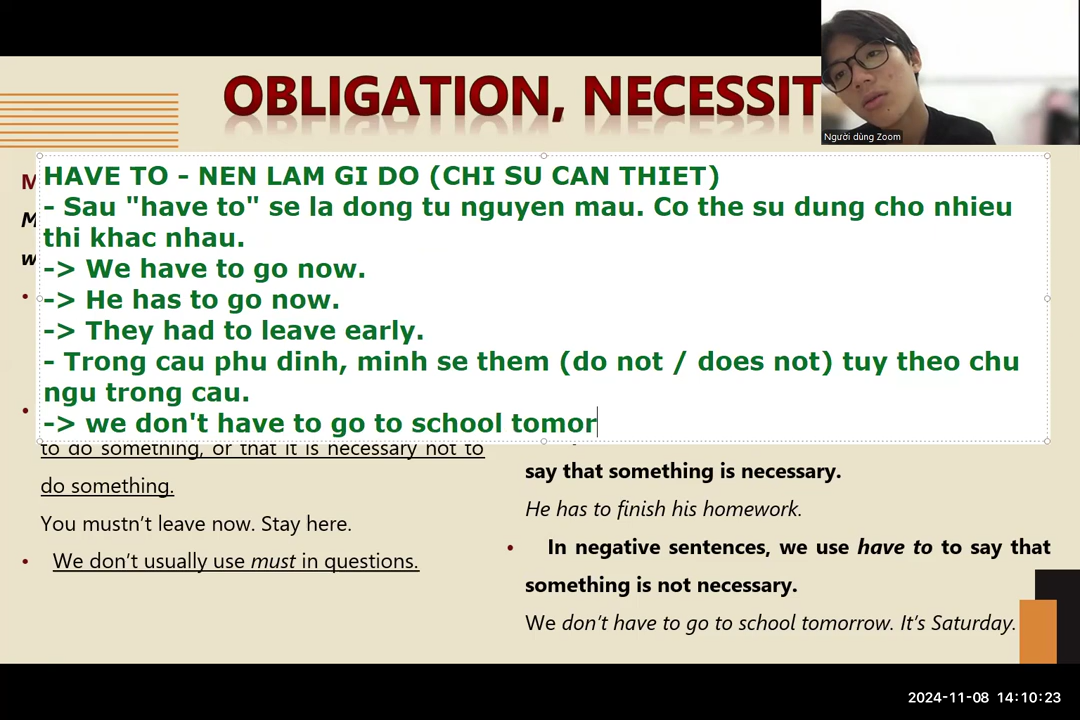 OBLIGATION, NECESSIT
Người dùng Zoom
M
HAVE TO - NEN LAM GI DO (CHI SU CAN THIET)
M
- Sau "have to" se la dong tu nguyen mau. Co the su dung cho nhieu
thi khac nhau.
w
-> We have to go now.
-> He has to go now.
-> They had to leave early.
- Trong cau phu dinh, minh se them (do not / does not) tuy theo chu
ngu trong cau.
-> we don't have to go to school tomor
to do something, or that it is necessary not to
do something.
You mustn’t leave now. Stay here.
• We don’t usually use must in questions.
say that something is necessary.
He has to finish his homework.
• In negative sentences, we use have to to say that
something is not necessary.
We don’t have to go to school tomorrow. It’s Saturday.
2024-11-08 14:10:23